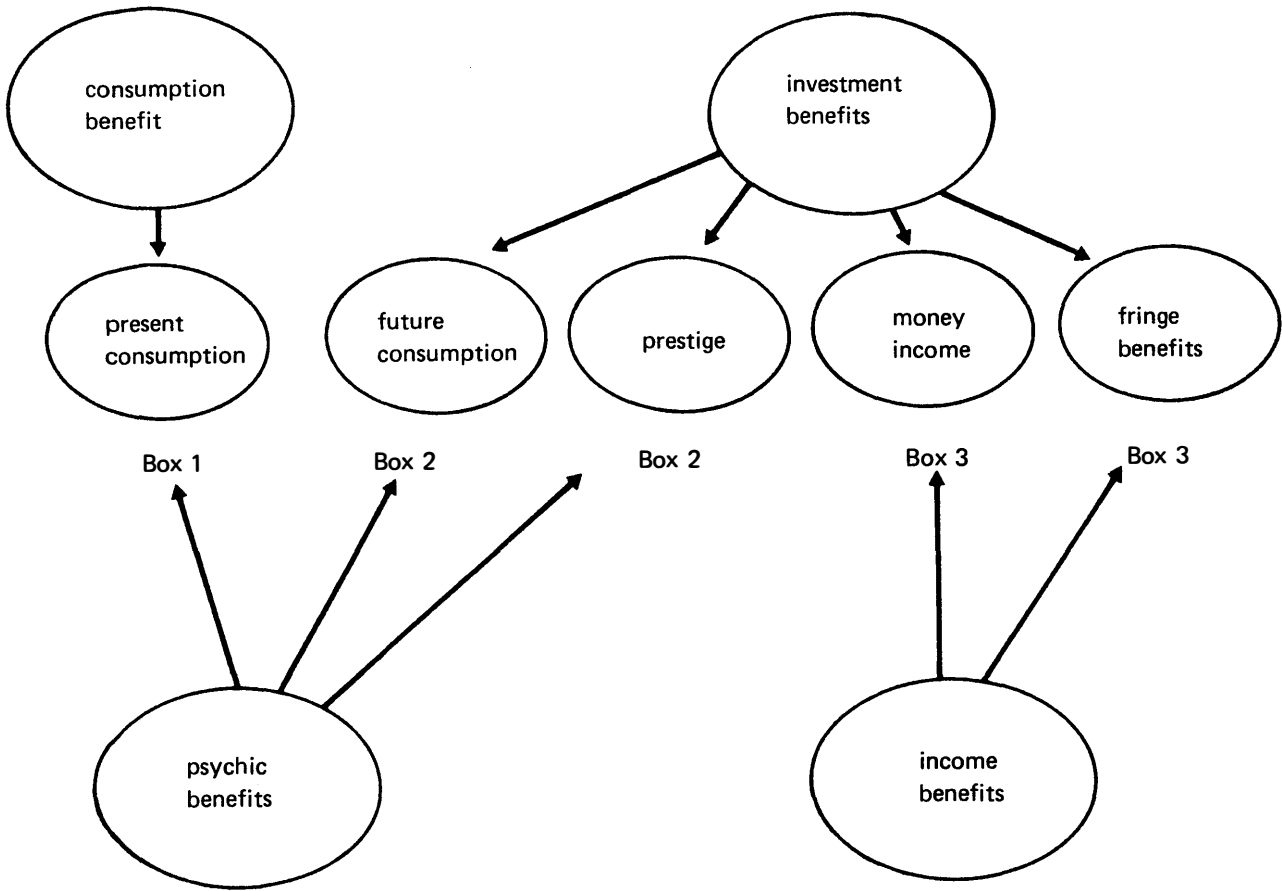 consumption
benefit
investment
benefits
present
consumption
future
consumption
prestige
money
income
fringe
benefits
Box 1
Box 2
Box 2
Box 3
Box 3
psychic
benefits
income
benefits